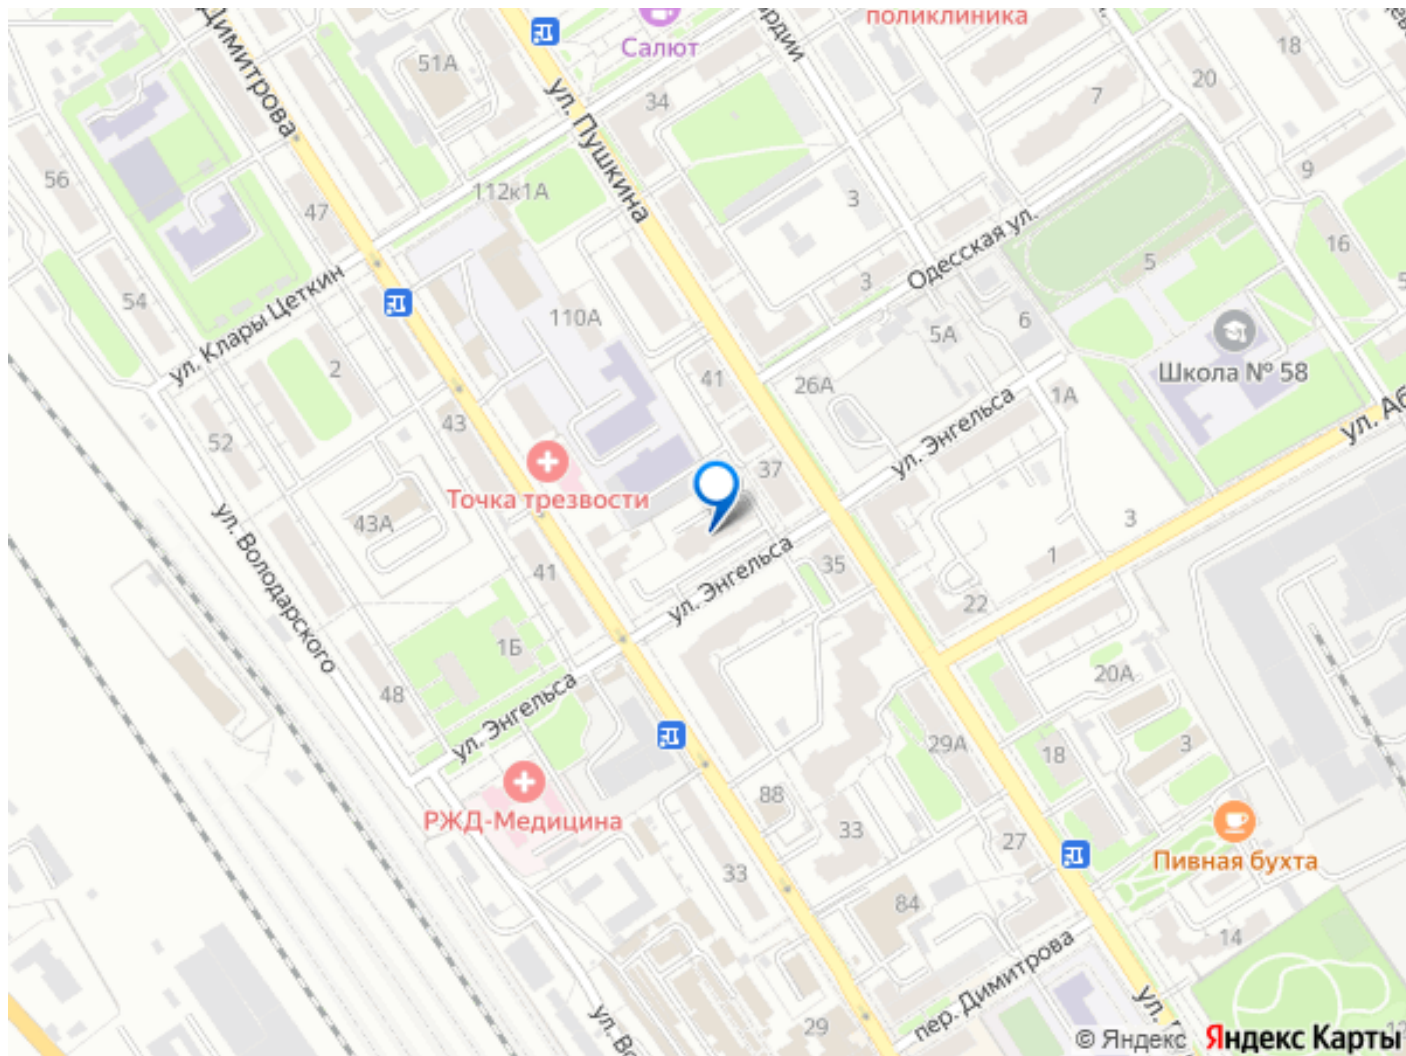 поликлиника
Салют
51А
34
7
18
20
ул. Пушкина
Димитрова
56
47
112к1А
3
9
16
54
ул. Клары Цеткин
Одесская ул.
3
5
110А
5А
6
2
41
26А
Школа № 58
1А
52
43
ул. Энгельса
37
Точка трезвости
43А
3
ул. Володарского
41
ул. Энгельса
35
1
22
1Б
48
ул. Энгельса
20А
29А
18
3
РЖД-Медицина
88
33
27
Пивная бухта
33
84
14
пер. Димитрова
29
© Яндекс Яндекс Карты